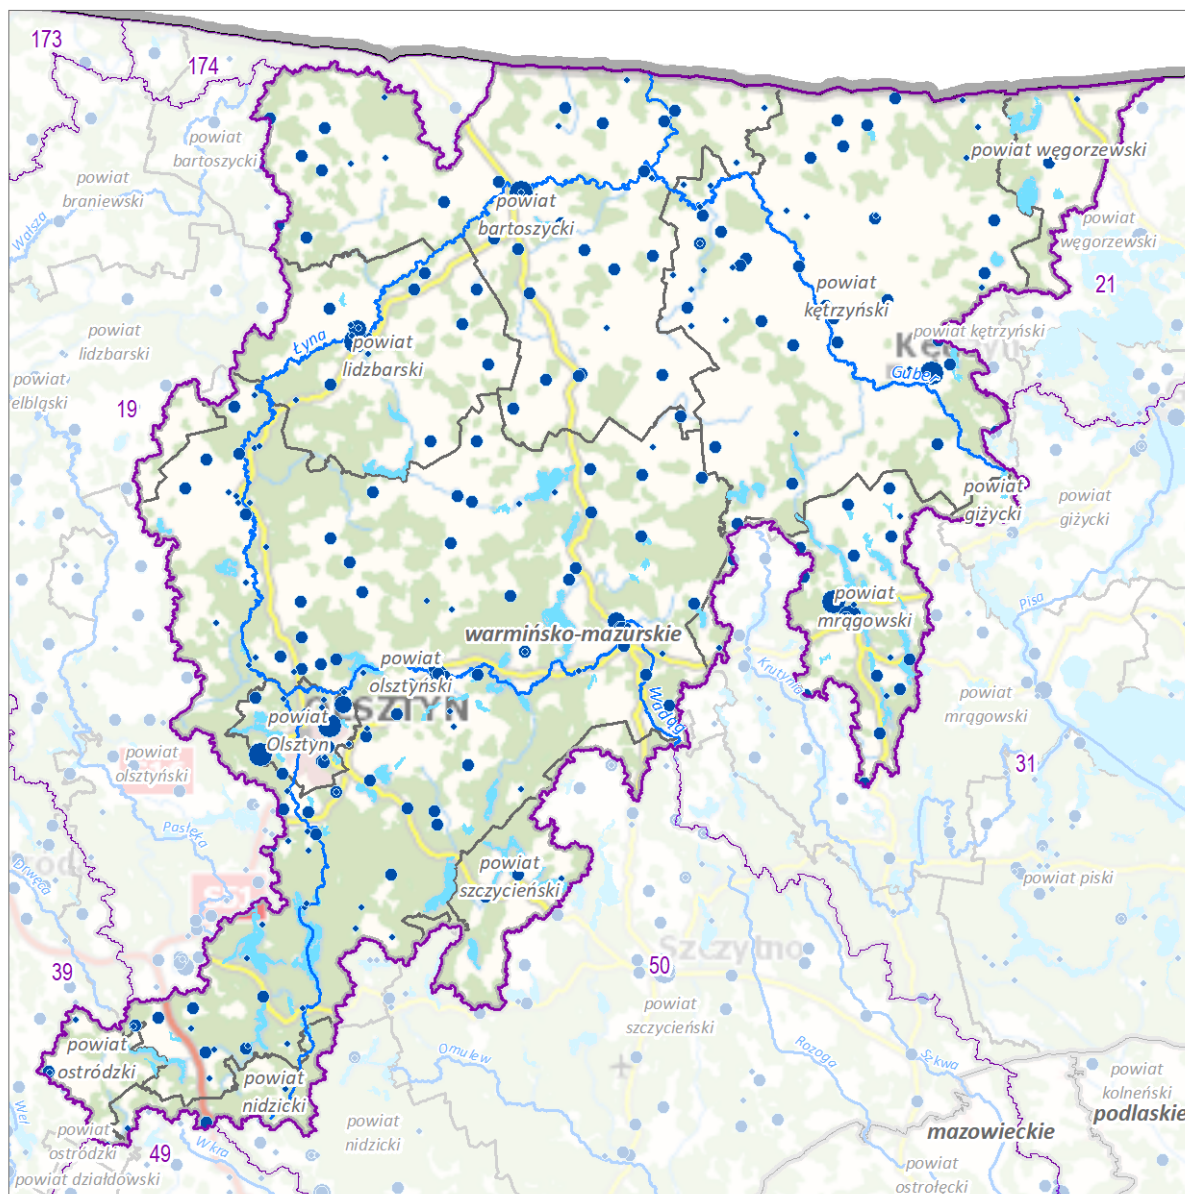 173
174
powiat
bartoszycki
powiat
braniewski
Wałsza
powiat węgorzewski
powiat
węgorzewski
powiat
bartoszycki
21
powiat
kętrzyński
powiat kętrzyński
powiat
lidzbarski
Łyna
powiat
lidzbarski
Guber
powiat
elbląski
19
powiat
giżycki
powiat
giżycki
Pisa
powiat
mrągowski
warmińsko-mazurskie
powiat
olsztyński
Krutynia
Wadąg
powiat
mrągowski
OLSZTYN
powiat
Olsztyn
powiat
olsztyński
31
Pasłęka
Drwęca
S51
powiat
szczycieński
powiat piski
Szczytno
39
50
powiat
szczycieński
powiat
ostródzki
Omulew
Rozoga
Szkwa
powiat
nidzicki
powiat
kolneński
podlaskie
Wel
powiat
ostródzki
49
Wkra
powiat
nidzicki
mazowieckie
powiat działdowski
powiat
ostrołęcki